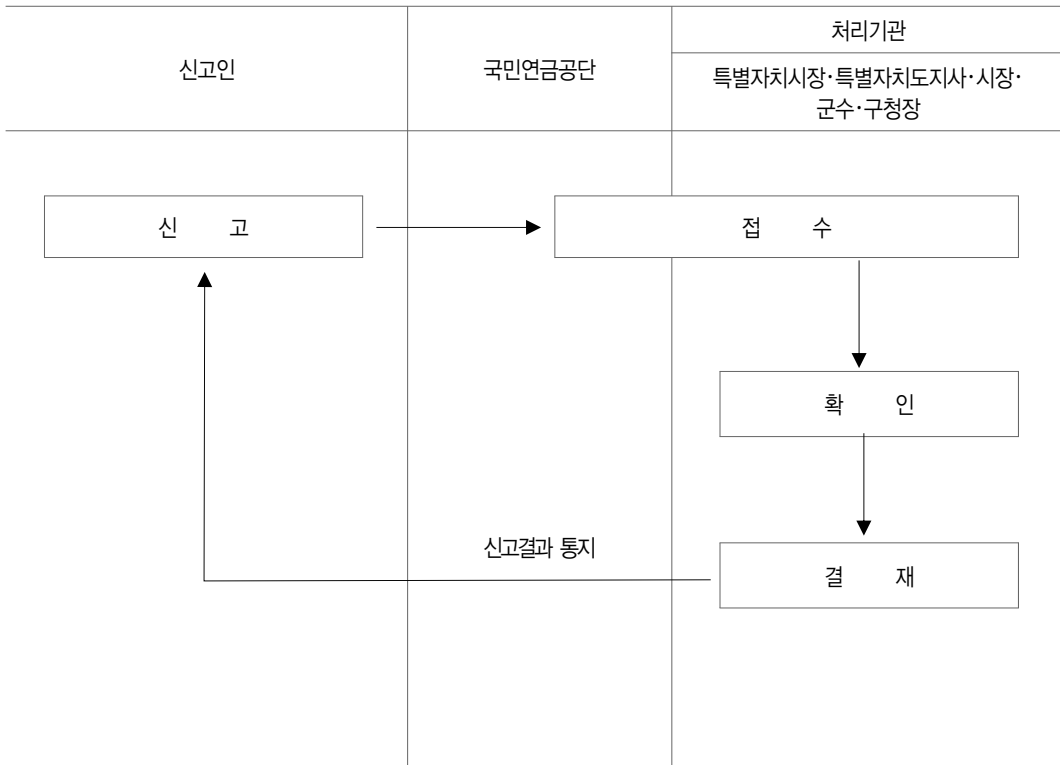 신고인
국민연금공단
처리기관
특별자치시장·특별자치도지사·시장·
군수·구청장
신 고
접 수
확 인
신고결과 통지
결 재